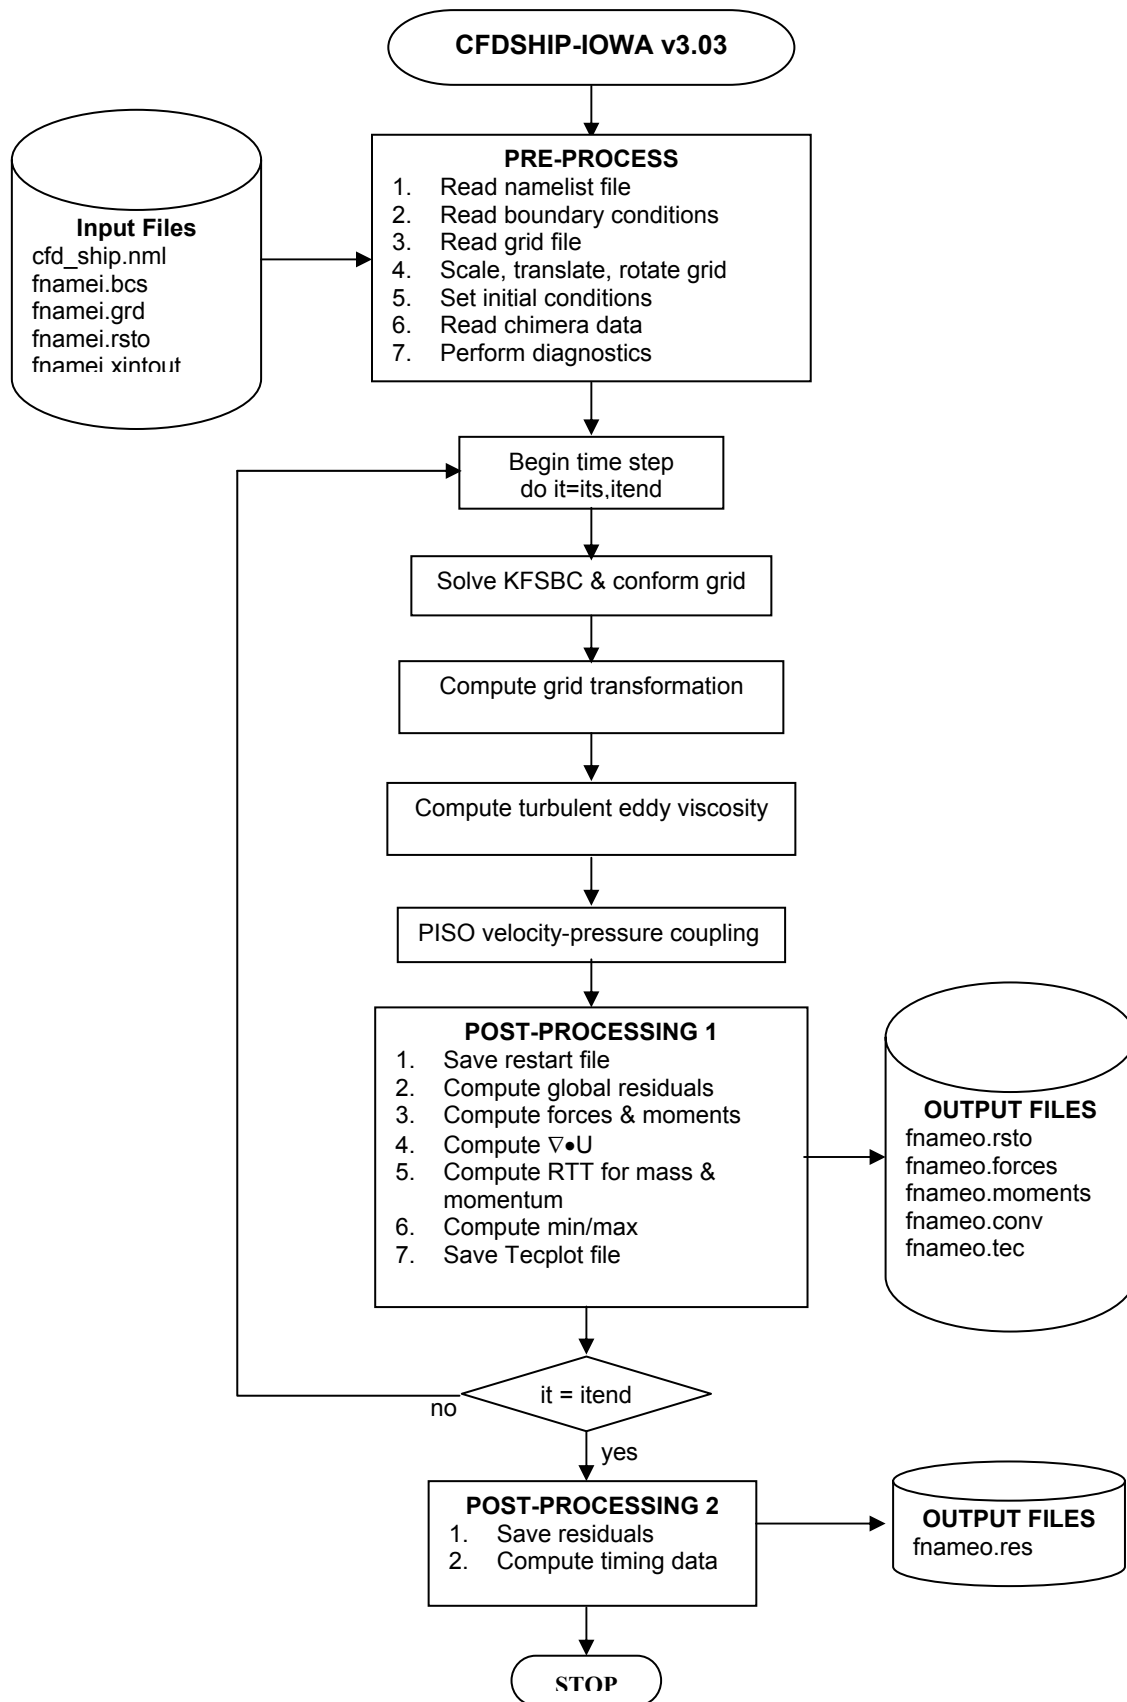 CFDSHIP-IOWA v3.03
PRE-PROCESS
1. Read namelist file
2. Read boundary conditions
3. Read grid file
4. Scale, translate, rotate grid
5. Set initial conditions
6. Read chimera data
7. Perform diagnostics
Input Files
cfd_ship.nml
fnamei.bcs
fnamei.grd
fnamei.rsto
fnamei.xintout
Begin time step
do it=its,itend
Solve KFSBC & conform grid
Compute grid transformation
Compute turbulent eddy viscosity
PISO velocity-pressure coupling
POST-PROCESSING 1
1. Save restart file
2. Compute global residuals
3. Compute forces & moments
4. Compute ∇•U
5. Compute RTT for mass &
momentum
6. Compute min/max
7. Save Tecplot file
OUTPUT FILES
fnameo.rsto
fnameo.forces
fnameo.moments
fnameo.conv
fnameo.tec
it = itend
no
yes
POST-PROCESSING 2
1. Save residuals
2. Compute timing data
OUTPUT FILES
fnameo.res
STOP